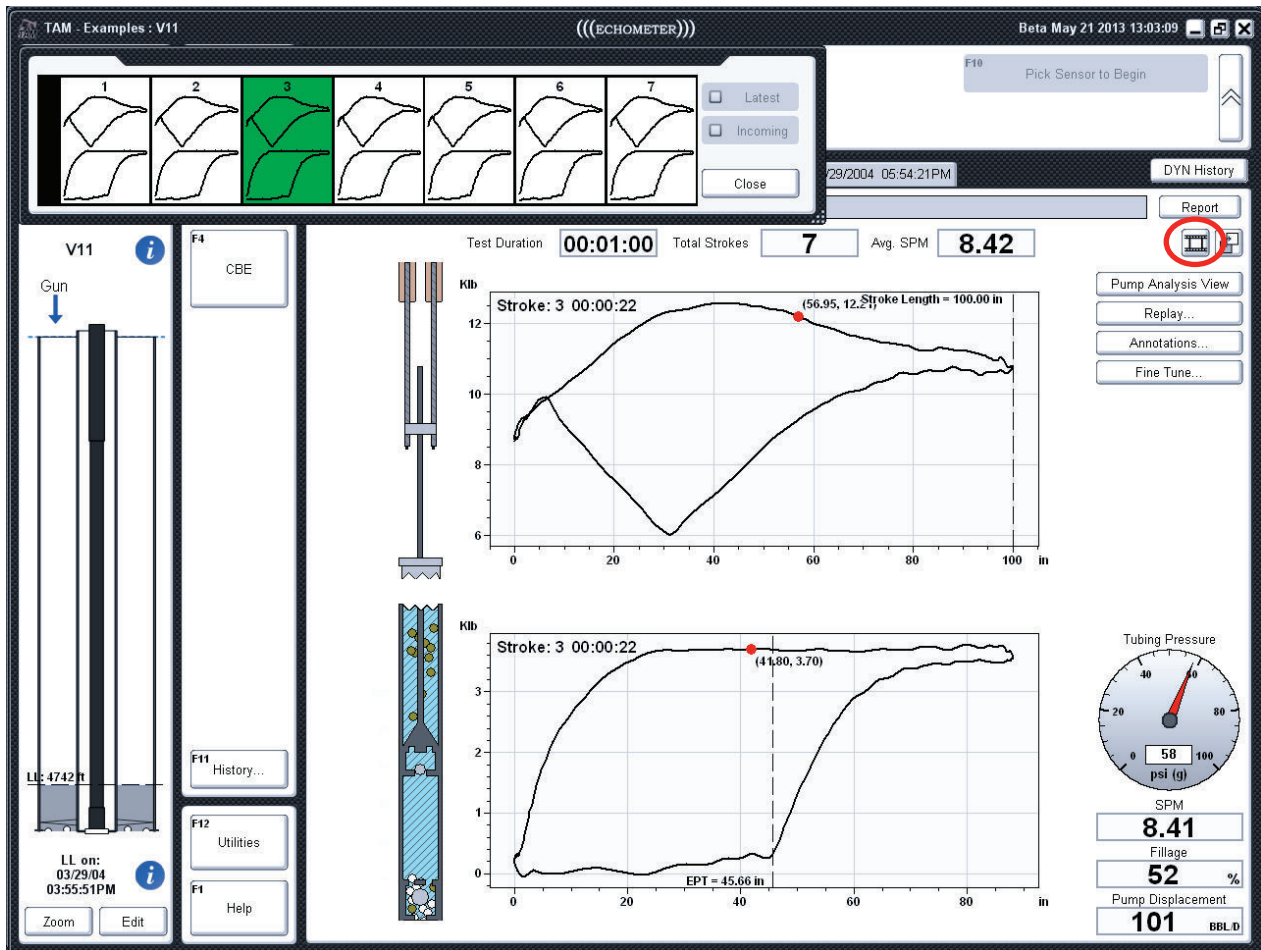 TAM - Examples : V11
(((ECHOMETER)))
Beta May 21 2013 13:03:09
1 2 3 4 5 6 7
Latest
Incoming
Close
F10
Pick Sensor to Begin
/29/2004 05:54:21PM
DYN History
Report
V11
i
Gun
LL: 4742 ft
LL on:
03/29/04
03:55:51PM
i
Zoom
Edit
F4
CBE
F11
History...
F12
Utilities
F1
Help
Test Duration 00:01:00 Total Strokes 7 Avg. SPM 8.42
Klb
Stroke: 3 00:00:22
Stroke Length = 100.00 in
12
10
8
6
0 20 40 60 80 100 in
Klb
Stroke: 3 00:00:22
(41.80, 3.70)
3
2
1
0
EPT = 45.66 in
0 20 40 60 80 in
Pump Analysis View
Replay...
Annotations...
Fine Tune...
Tubing Pressure
0 20 40 60 80 100
58
psi (g)
SPM
8.41
Fillage
52 %
Pump Displacement
101 BBL/D